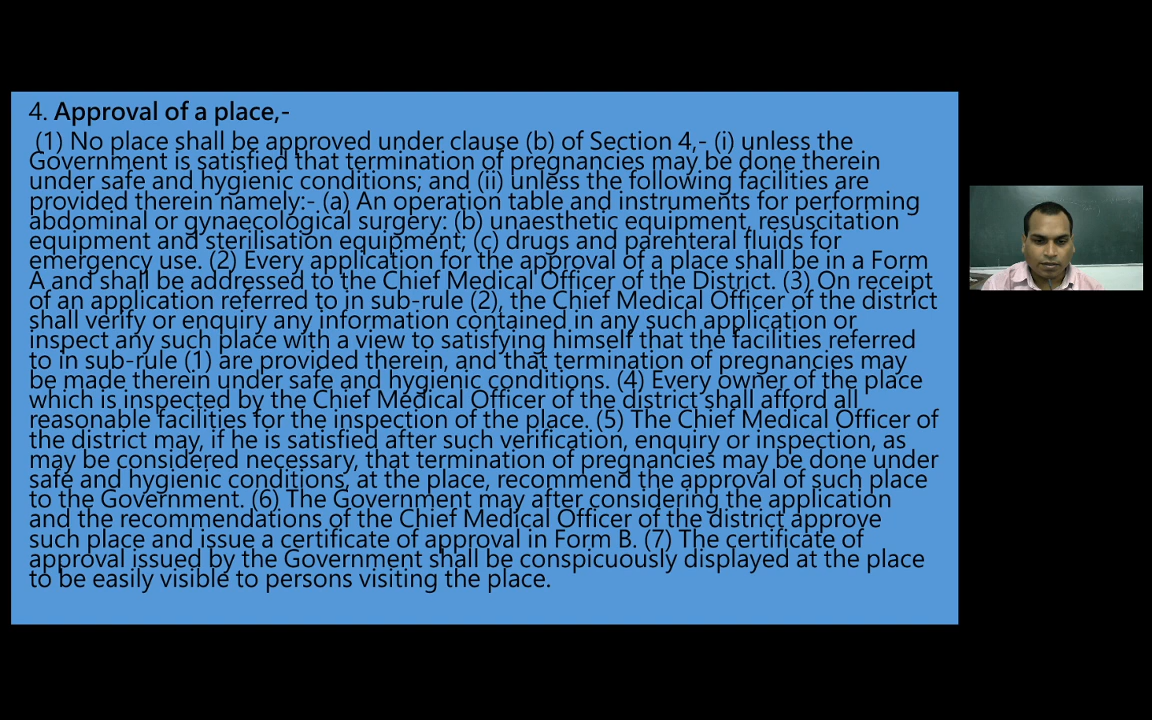 4. Approval of a place,-
(1) No place shall be approved under clause (b) of Section 4,- (i) unless the
Government is satisfied that termination of pregnancies may be done therein
under safe and hygienic conditions; and (ii) unless the following facilities are
provided therein namely:- (a) An operation table and instruments for performing
abdominal or gynaecological surgery: (b) unaesthetic equipment, resuscitation
equipment and sterilisation equipment; (c) drugs and parenteral fluids for
emergency use. (2) Every application for the approval of a place shall be in a Form
A and shall be addressed to the Chief Medical Officer of the District. (3) On receipt
of an application referred to in sub-rule (2), the Chief Medical Officer of the district
shall verify or enquiry any information contained in any such application or
inspect any such place with a view to satisfying himself that the facilities referred
to in sub-rule (1) are provided therein, and that termination of pregnancies may
be made therein under safe and hygienic conditions. (4) Every owner of the place
which is inspected by the Chief Medical Officer of the district shall afford all
reasonable facilities for the inspection of the place. (5) The Chief Medical Officer of
the district may, if he is satisfied after such verification, enquiry or inspection, as
may be considered necessary, that termination of pregnancies may be done under
safe and hygienic conditions, at the place, recommend the approval of such place
to the Government. (6) The Government may after considering the application
and the recommendations of the Chief Medical Officer of the district approve
such place and issue a certificate of approval in Form B. (7) The certificate of
approval issued by the Government shall be conspicuously displayed at the place
to be easily visible to persons visiting the place.